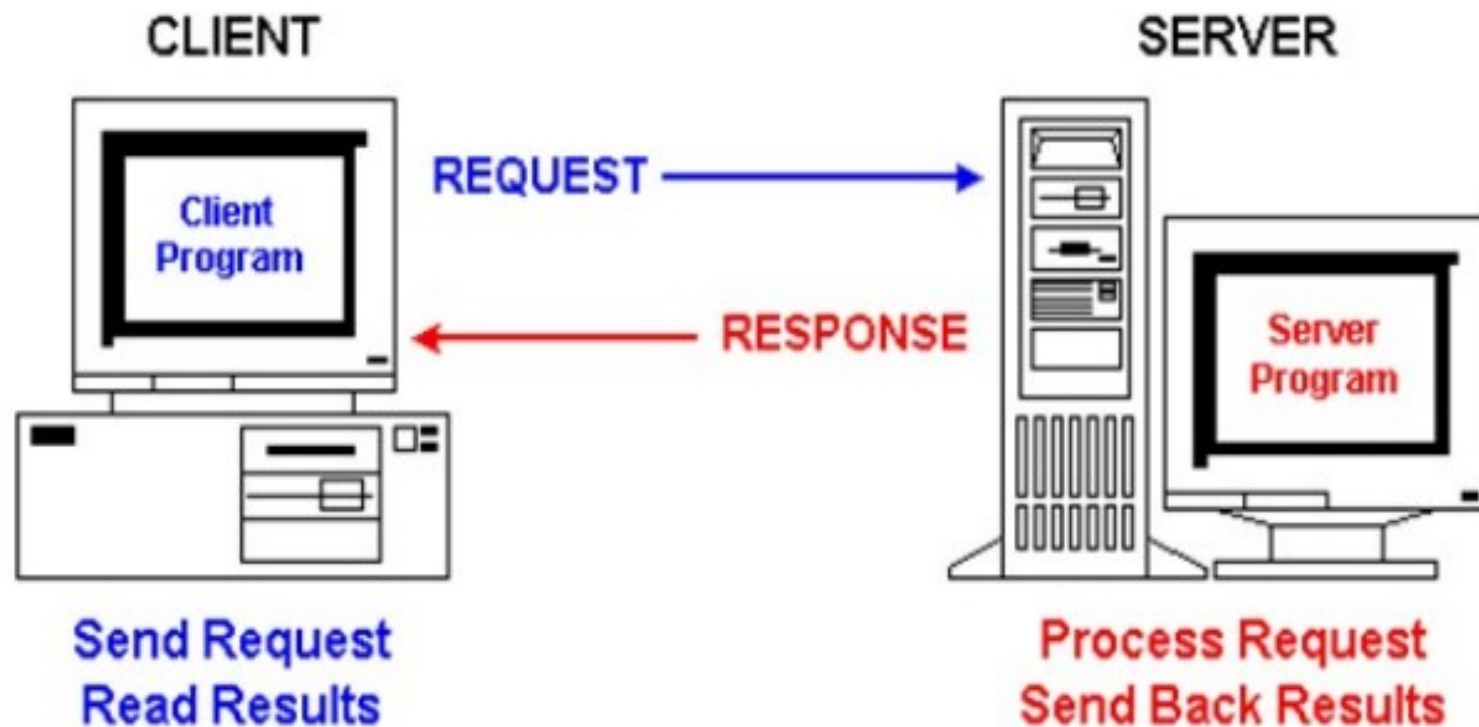 CLIENT
SERVER
Client
Program
REQUEST
RESPONSE
Server
Program
Send Request
Read Results
Process Request
Send Back Results